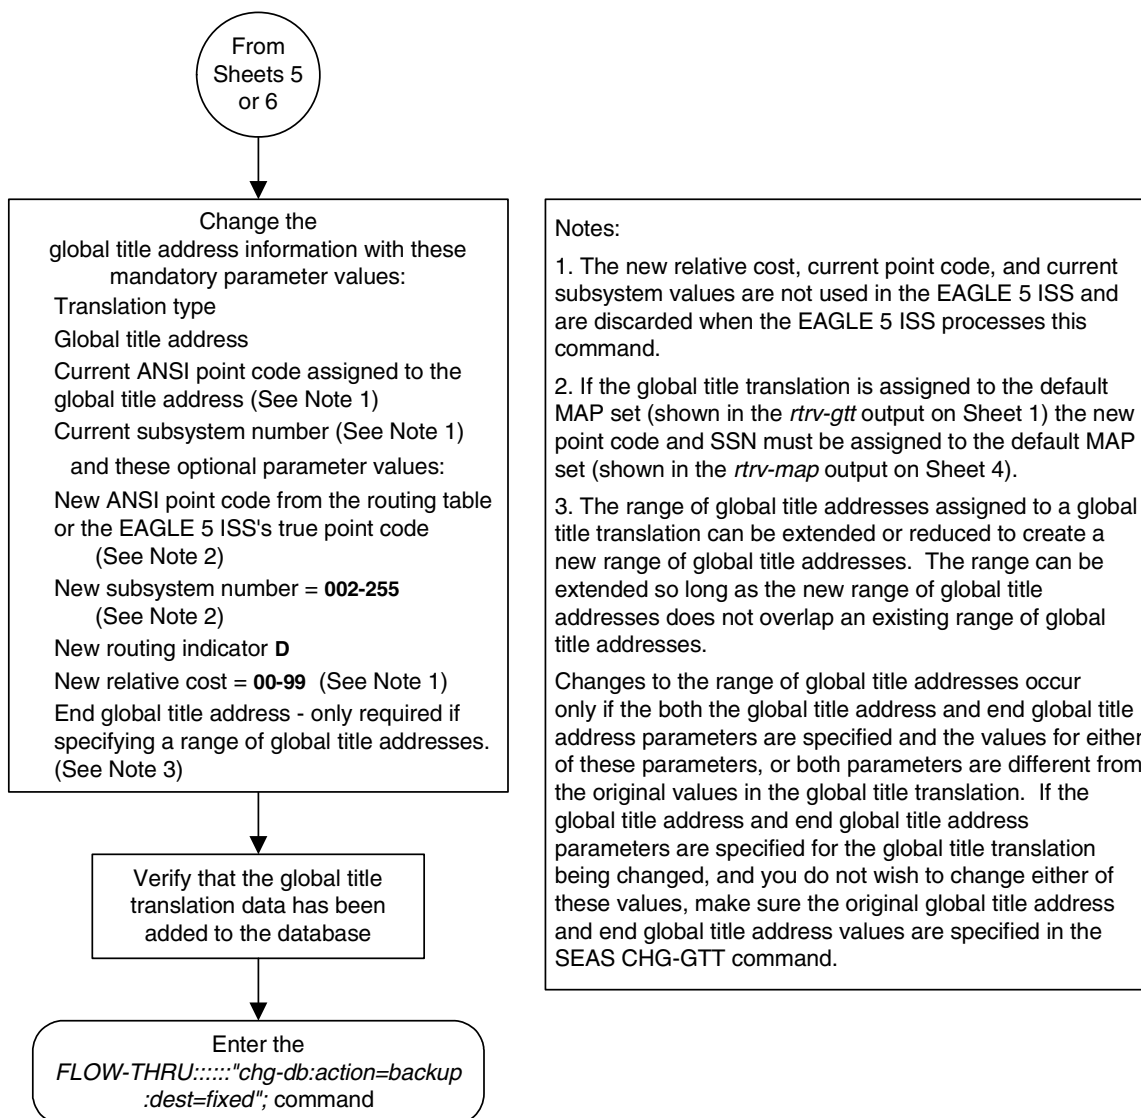 From
Sheets 5
or 6
Change the
global title address information with these
mandatory parameter values:
Translation type
Global title address
Current ANSI point code assigned to the
global title address (See Note 1)
Current subsystem number (See Note 1)
and these optional parameter values:
New ANSI point code from the routing table
or the EAGLE 5 ISS's true point code
(See Note 2)
New subsystem number = 002-255
(See Note 2)
New routing indicator D
New relative cost = 00-99 (See Note 1)
End global title address - only required if
specifying a range of global title addresses.
(See Note 3)
Verify that the global title
translation data has been
added to the database
Enter the
FLOW-THRU::::::"chg-db:action=backup
:dest=fixed"; command
Notes:
1. The new relative cost, current point code, and current
subsystem values are not used in the EAGLE 5 ISS and
are discarded when the EAGLE 5 ISS processes this
command.
2. If the global title translation is assigned to the default
MAP set (shown in the rtrv-gtt output on Sheet 1) the new
point code and SSN must be assigned to the default MAP
set (shown in the rtrv-map output on Sheet 4).
3. The range of global title addresses assigned to a global
title translation can be extended or reduced to create a
new range of global title addresses. The range can be
extended so long as the new range of global title
addresses does not overlap an existing range of global
title addresses.
Changes to the range of global title addresses occur
only if the both the global title address and end global title
address parameters are specified and the values for either
of these parameters, or both parameters are different from
the original values in the global title translation. If the
global title address and end global title address
parameters are specified for the global title translation
being changed, and you do not wish to change either of
these values, make sure the original global title address
and end global title address values are specified in the
SEAS CHG-GTT command.